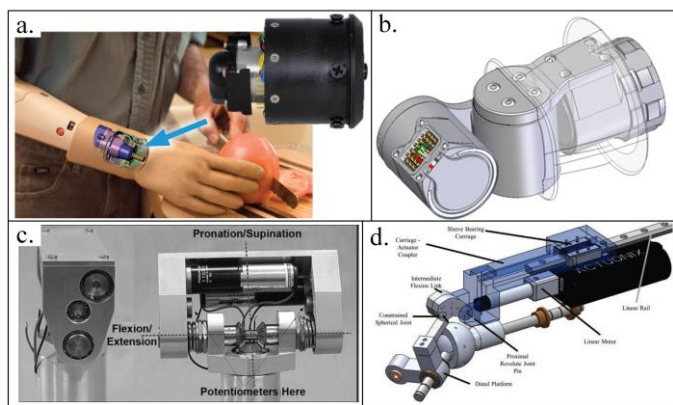 a.
b.
c.
Pronation/Supination
Flexion/
Extension
Potentiometers Here
d.
Sleeve Bearing
Carriage
Carriage -
Actuator
Coupler
Intermediate
Flexion Link
Constrained
Spherical Joint
Linear Rail
Linear Motor
Proximal
Revolute Joint
Pin
Distal Platform
ACTUONIX